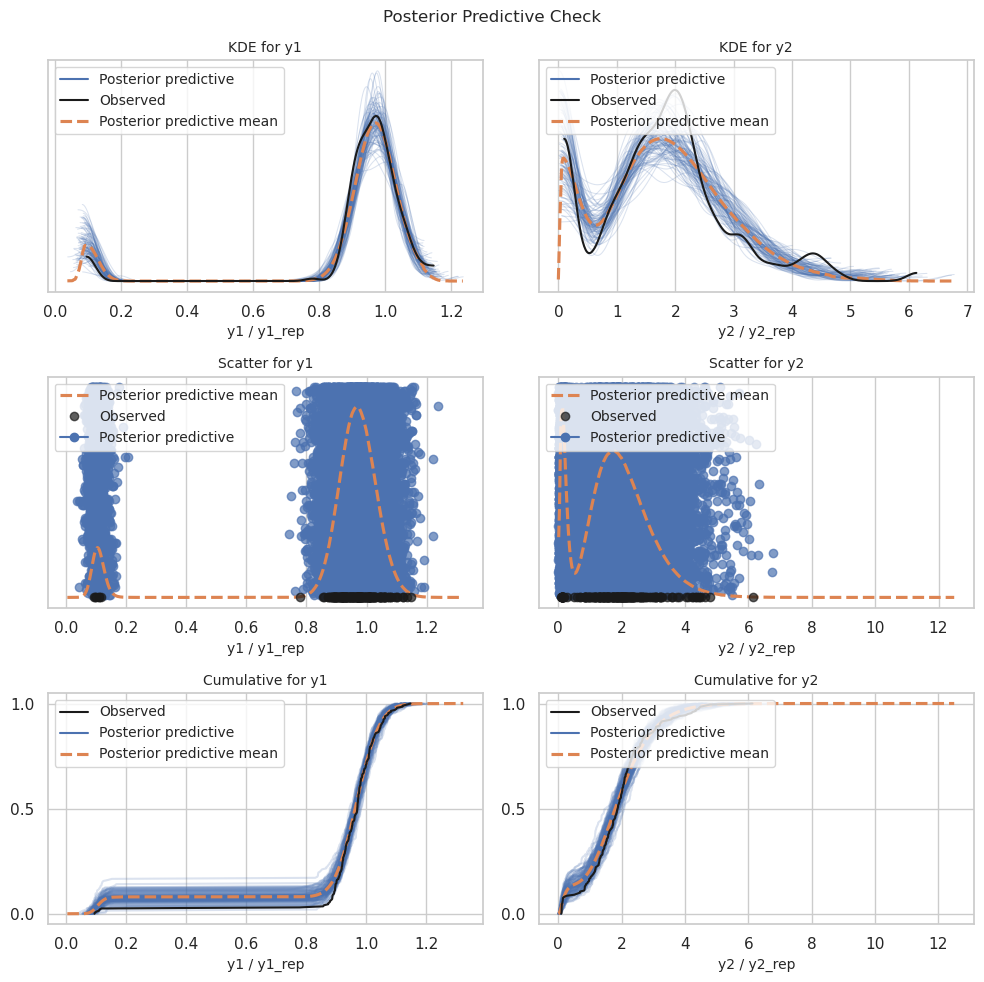 Posterior Predictive Check
KDE for y1
Posterior predictive
Observed
Posterior predictive mean
0.0 0.2 0.4 0.6 0.8 1.0 1.2
y1 / y1_rep
KDE for y2
Posterior predictive
Observed
Posterior predictive mean
0 1 2 3 4 5 6 7
y2 / y2_rep
Scatter for y1
Posterior predictive mean
Observed
Posterior predictive
0.0 0.2 0.4 0.6 0.8 1.0 1.2
y1 / y1_rep
Scatter for y2
Posterior predictive mean
Observed
Posterior predictive
0 2 4 6 8 10 12
y2 / y2_rep
Cumulative for y1
1.0
0.5
0.0
Observed
Posterior predictive
Posterior predictive mean
0.0 0.2 0.4 0.6 0.8 1.0 1.2
y1 / y1_rep
Cumulative for y2
1.0
0.5
0.0
Observed
Posterior predictive
Posterior predictive mean
0 2 4 6 8 10 12
y2 / y2_rep